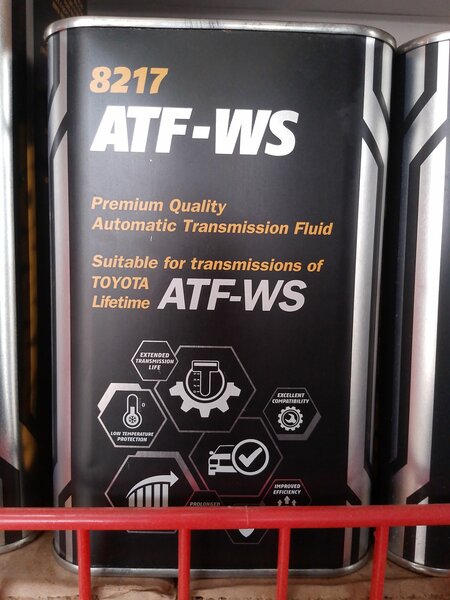 8217
ATF-WS
Premium Quality
Automatic Transmission Fluid
Suitable for transmissions of
TOYOTA
Lifetime ATF-WS
EXTENDED
TRANSMISSION
LIFE
EXCELLENT
COMPATIBILITY
LOW TEMPERATURE
PROTECTION
IMPROVED
EFFICIENCY
PROLONGED